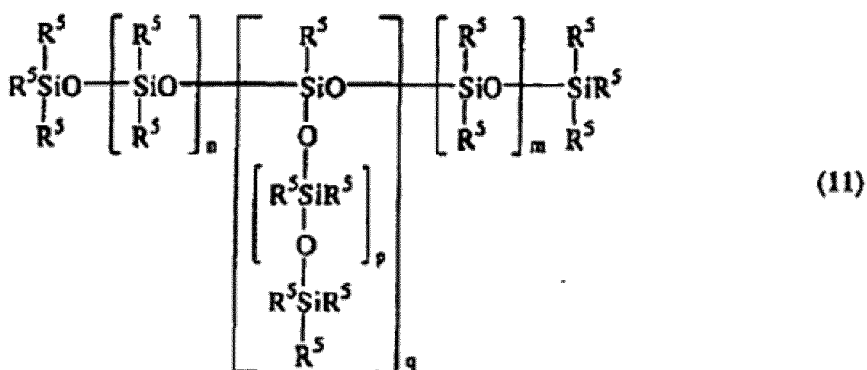 R⁵ R⁵ R⁵ R⁵ R⁵
R⁵SiO SiO SiO SiO SiR⁵
R⁵ R⁵ n O R⁵ m R⁵
R⁵SiR⁵ (11)
O p
R⁵SiR⁵
R⁵ q